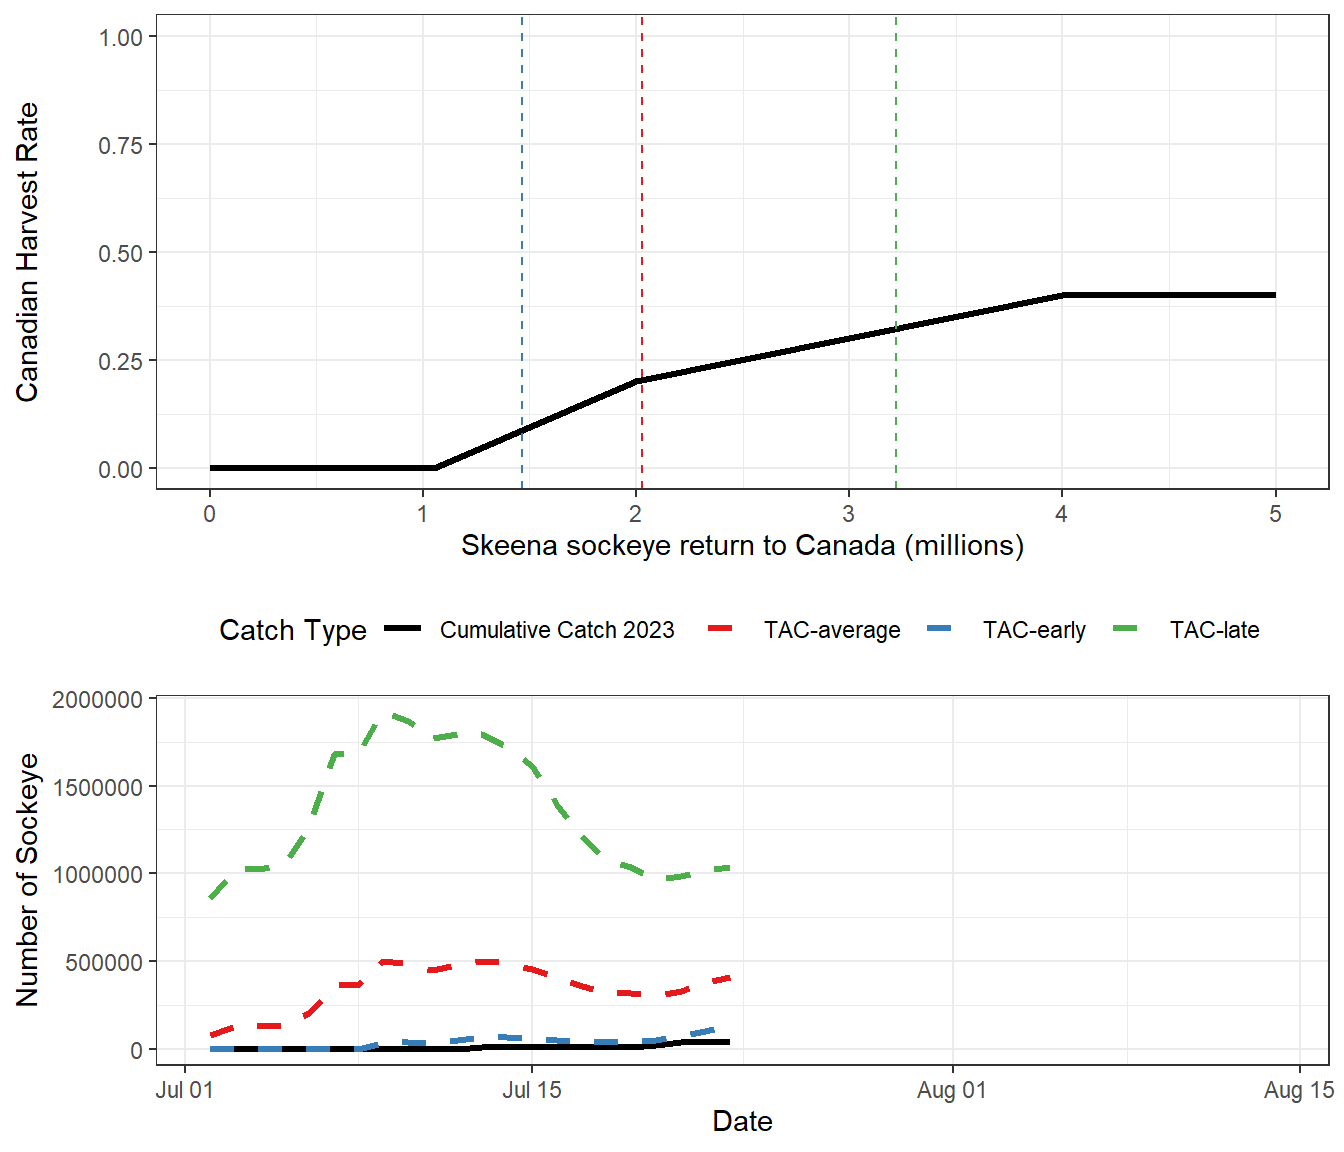 1.00
0.75
0.50
0.25
0.00
Canadian Harvest Rate
0 1 2 3 4 5
Skeena sockeye return to Canada (millions)
Catch Type Cumulative Catch 2023 TAC-average TAC-early TAC-late
2000000
1500000
1000000
500000
0
Number of Sockeye
Jul 01 Jul 15 Aug 01 Aug 15
Date